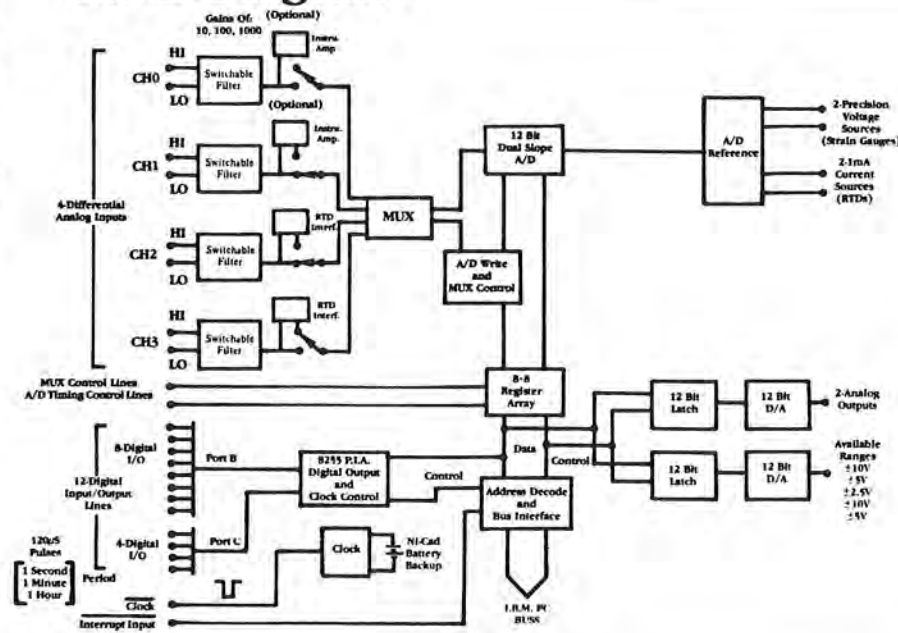 Gains Of:
10, 100, 1000
(Optional)
Instru.
Amp
HI
CH0
LO
Switchable
Filter
(Optional)
HI
CH1
LO
Switchable
Filter
Instru.
Amp.
4-Differential
Analog Inputs
HI
CH2
LO
Switchable
Filter
RTD
Interf.
HI
CH3
LO
Switchable
Filter
RTD
Interf.
MUX
12 Bit
Dual Slope
A/D
A/D Write
and
MUX Control
A/D
Reference
2-Precision
Voltage
Sources
(Strain Gauges)
2-1mA
Current
Sources
(RTDs)
MUX Control Lines
A/D Timing Control Lines
8-8
Register
Array
12 Bit
Latch
12 Bit
D/A
2-Analog
Outputs
8-Digital
I/O
Port B
8255 P.I.A.
Digital Output
and
Clock Control
Data
Control
Control
12 Bit
Latch
12 Bit
D/A
Available
Ranges
±10V
±5V
±2.5V
±10V
±5V
12-Digital
Input/Output
Lines
Address Decode
and
Bus Interface
4-Digital
I/O
Port C
Clock
Ni-Cad
Battery
Backup
120µS
Pulses
1 Second
1 Minute
1 Hour
Period
Clock
Interrupt Input
I.B.M. PC
BUSS